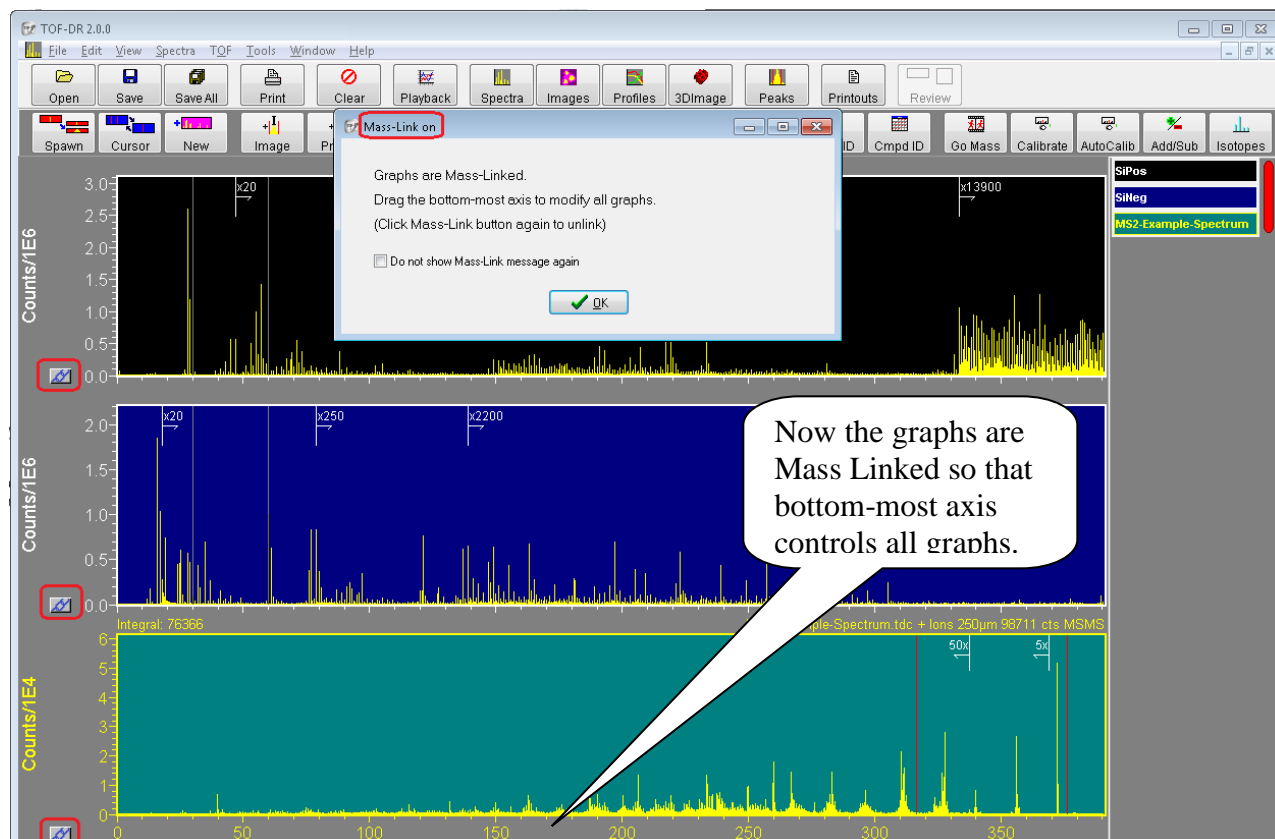 TOF-DR 2.0.0
File Edit View Spectra TOF Tools Window Help
Open Save Save All Print Clear Playback Spectra Images Profiles 3DImage Peaks Printouts Review
Spawn Cursor New Image ID Cmpd ID Go Mass Calibrate AutoCalib Add/Sub Isotopes
Mass-Link on
Graphs are Mass-Linked.
Drag the bottom-most axis to modify all graphs.
(Click Mass-Link button again to unlink)
Do not show Mass-Link message again
OK
SiPos
SiNeg
MS2-Example-Spectrum
Counts/1E6
3.0
2.5
2.0
1.5
1.0
0.5
0.0
x20
x13900
Counts/1E6
2.0
1.5
1.0
0.5
0.0
x20
x250
x2200
Now the graphs are
Mass Linked so that
bottom-most axis
controls all graphs.
Integral: 76366
ple-Spectrum.tdc + Ions 250µm 98711 cts MSMS
Counts/1E4
6
5
4
3
2
1
0
50x
5x
0 50 100 150 200 250 300 350